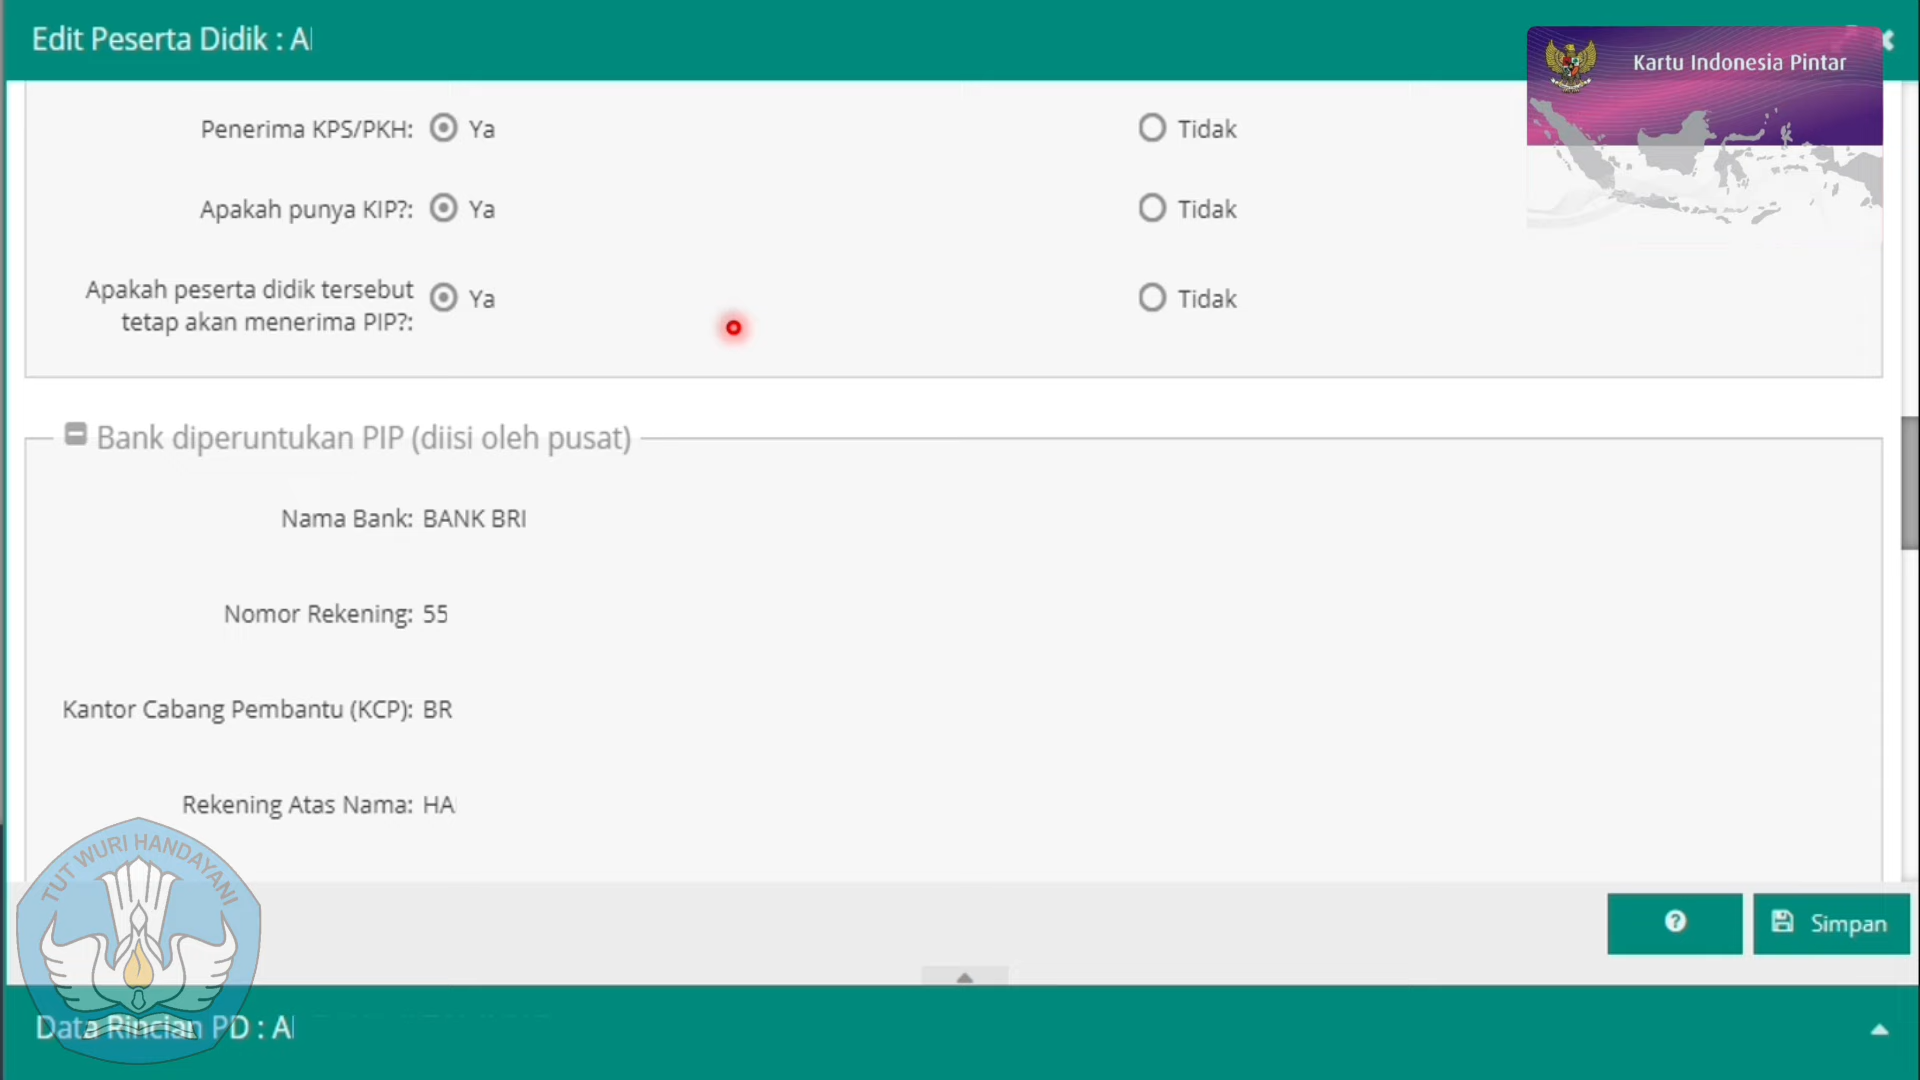 Edit Peserta Didik : Al
Kartu Indonesia Pintar
Penerima KPS/PKH: Ya Tidak
Apakah punya KIP?: Ya Tidak
Apakah peserta didik tersebut
tetap akan menerima PIP?: Ya Tidak
Bank diperuntukan PIP (diisi oleh pusat)
Nama Bank: BANK BRI
Nomor Rekening: 55
Kantor Cabang Pembantu (KCP): BR
Rekening Atas Nama: HA
TUT WURI HANDAYANI
Simpan
Data Rincian PD : Al